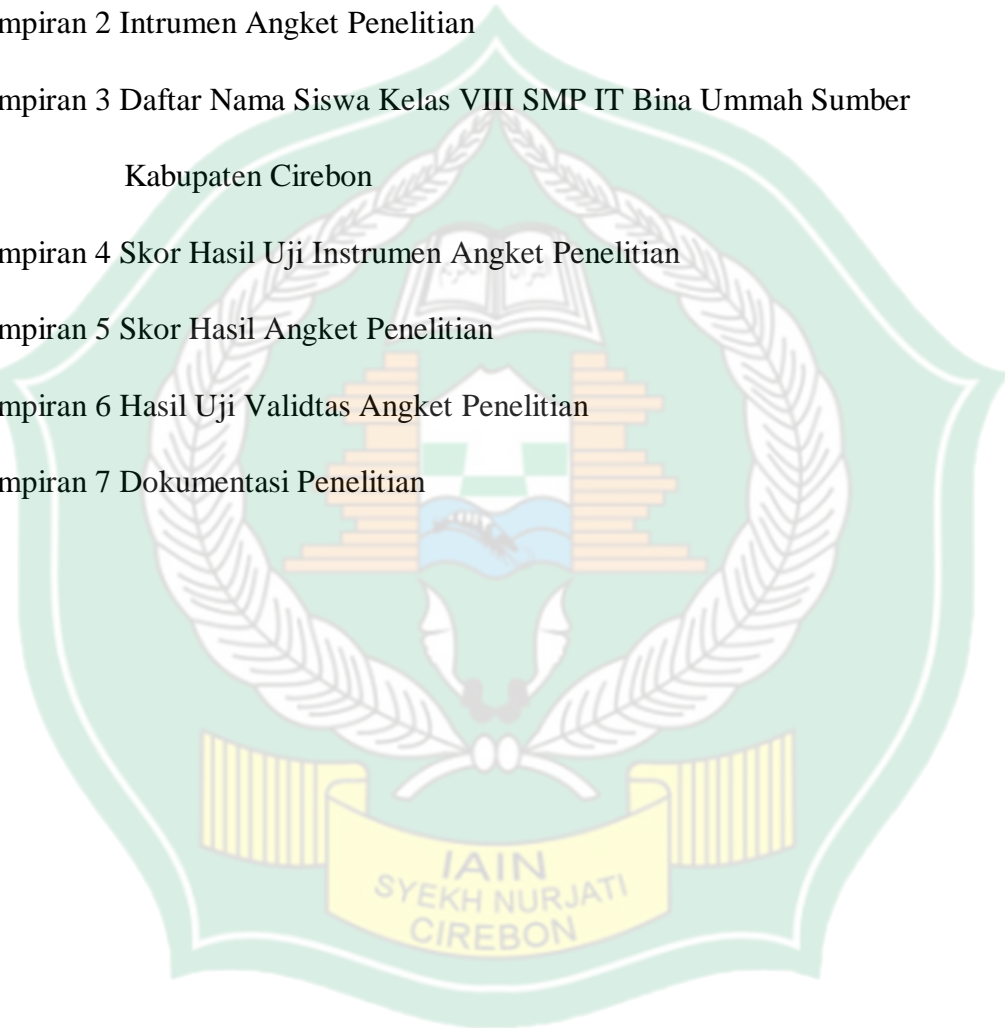 mpiran 2 Intrumen Angket Penelitian
mpiran 3 Daftar Nama Siswa Kelas VIII SMP IT Bina Ummah Sumber
Kabupaten Cirebon
mpiran 4 Skor Hasil Uji Instrumen Angket Penelitian
mpiran 5 Skor Hasil Angket Penelitian
mpiran 6 Hasil Uji Validtas Angket Penelitian
mpiran 7 Dokumentasi Penelitian
IAIN
SYEKH NURJATI
CIREBON